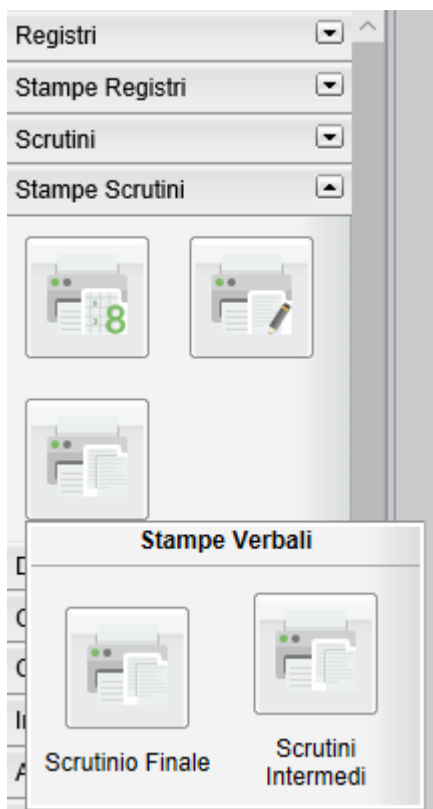 Registri
Stampe Registri
Scrutini
Stampe Scrutini
8
Stampe Verbali
Scrutinio Finale
Scrutini
Intermedi